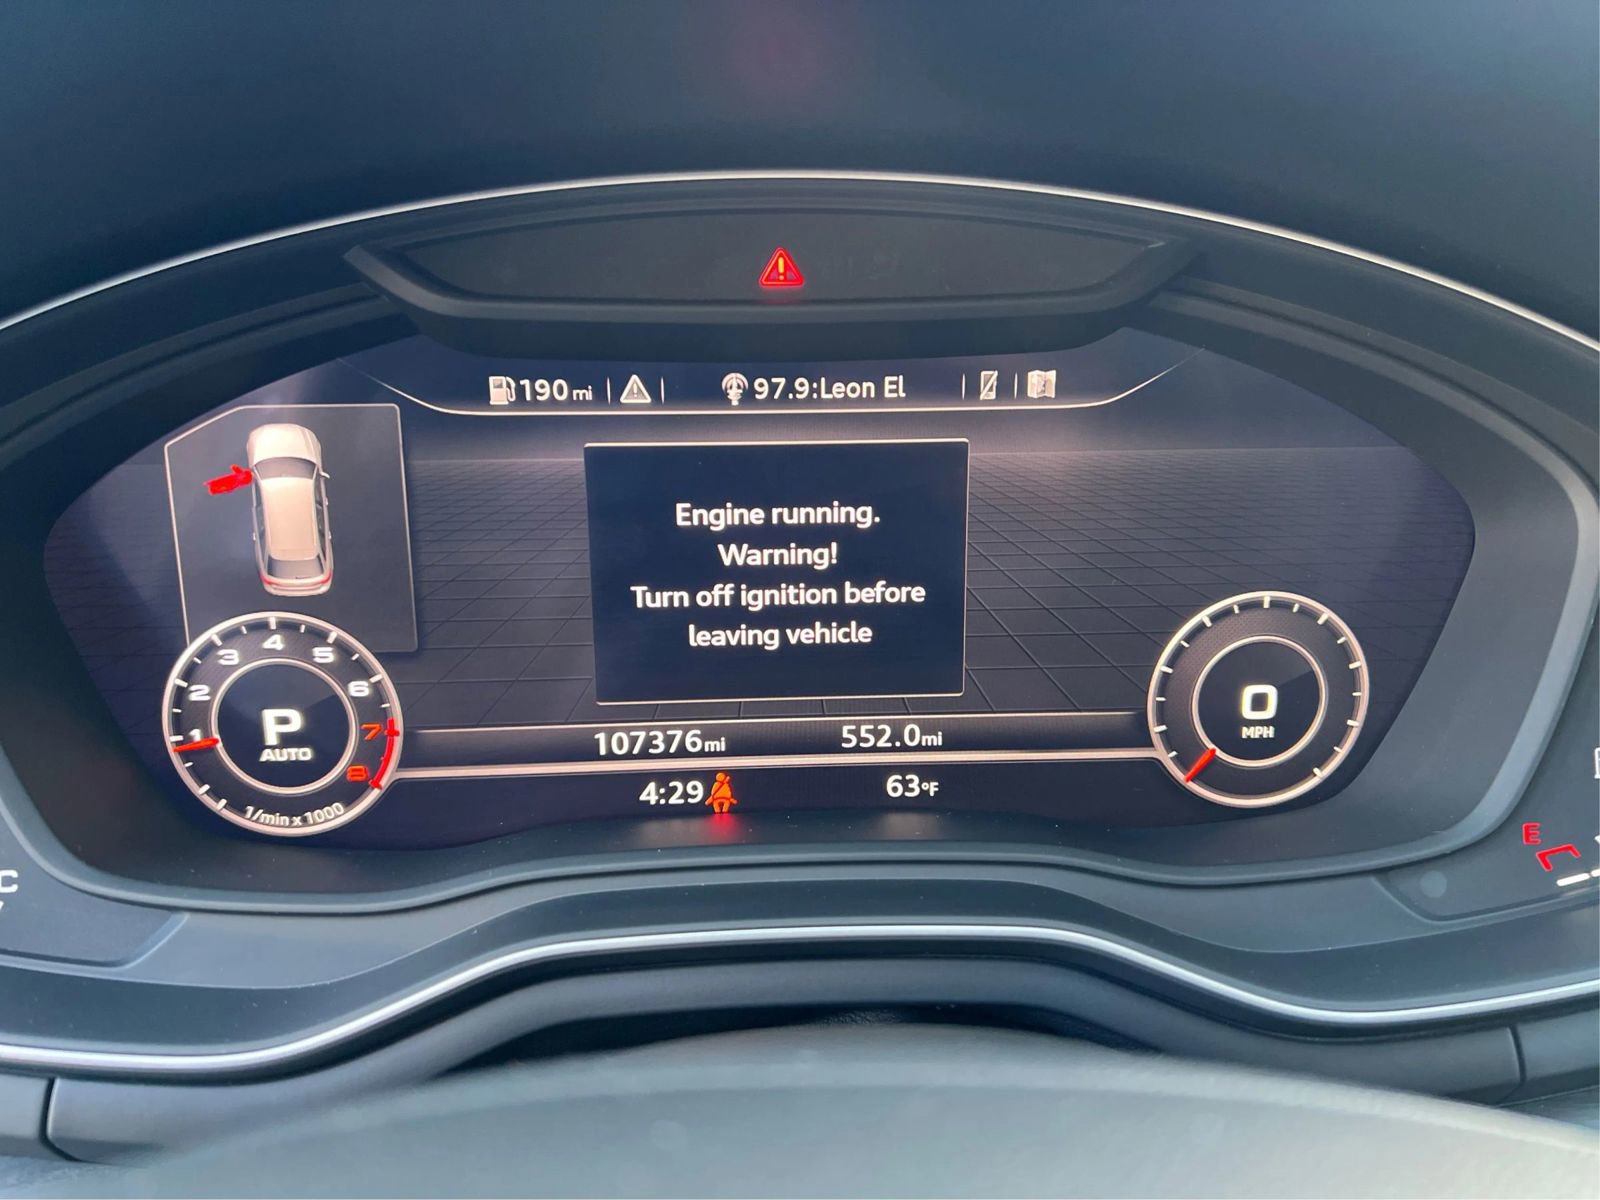 190 mi
97.9:Leon El
Engine running.
Warning!
Turn off ignition before
leaving vehicle
1 2 3 4 5 6 7 8
P
AUTO
1/min x 1000
0
MPH
107376 mi
552.0 mi
4:29
63°F
C
E